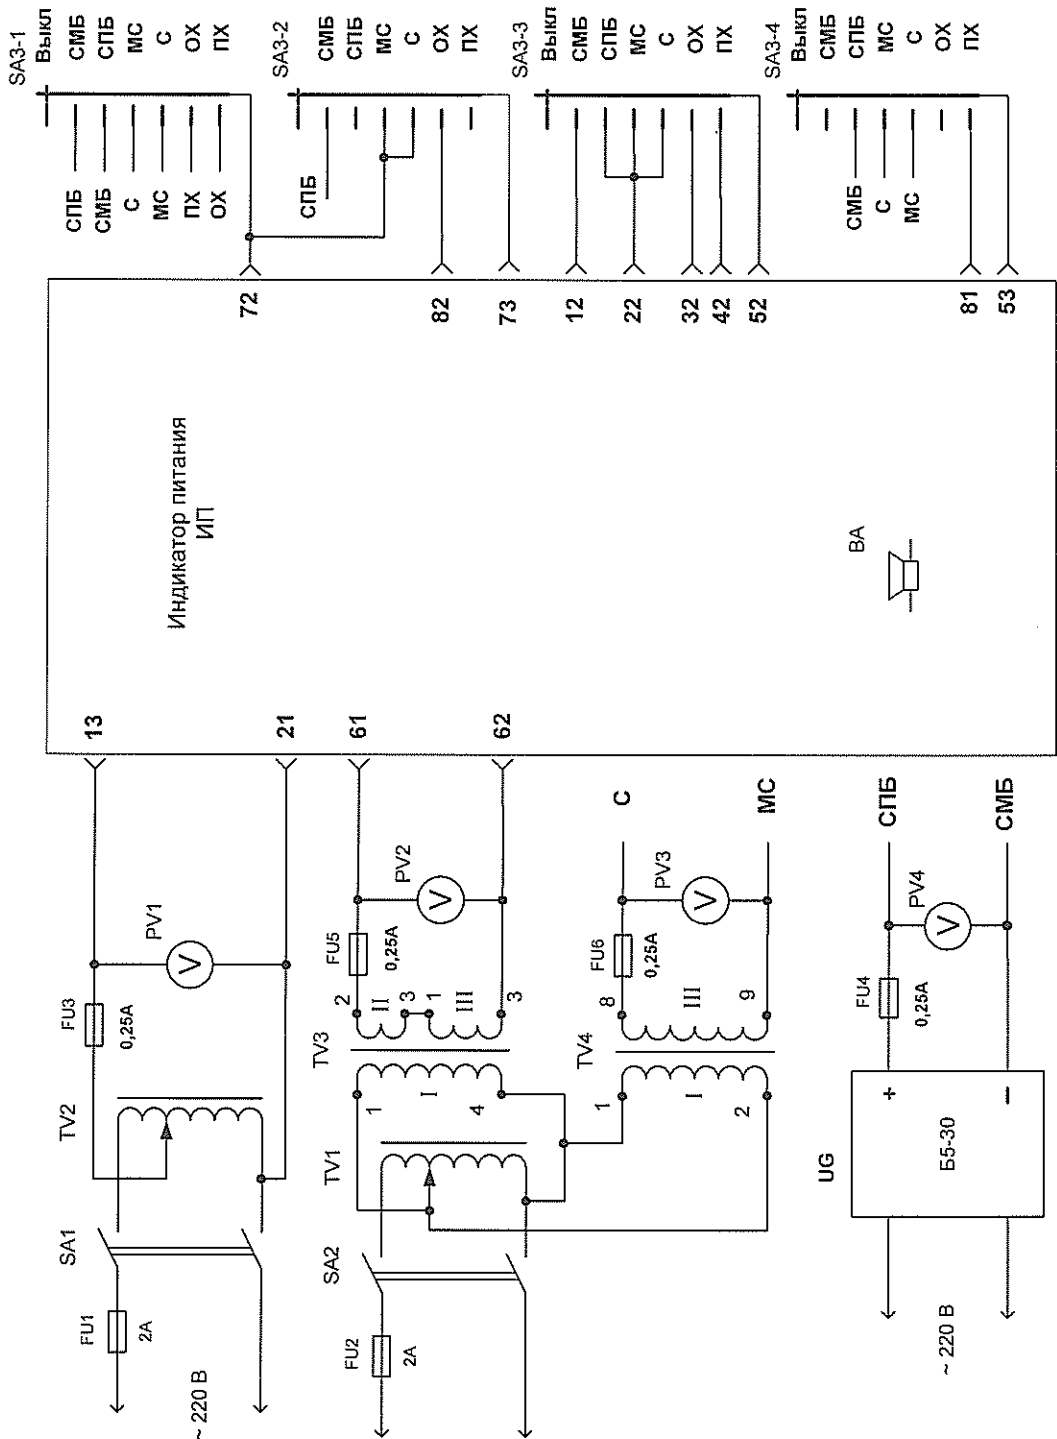 FU1
2А
~ 220 В
SA1
TV2
FU3
0,25А
PV1
13
21
FU2
2А
SA2
TV1
TV3
1
I
4
2
II
3
1
III
3
FU5
0,25А
PV2
61
62
TV4
1
I
2
8
III
9
FU6
0,25А
PV3
С
МС
~ 220 В
UG
Б5-30
+
−
FU4
0,25А
PV4
СПБ
СМБ
V
V
V
V
Индикатор питания
ИП
ВА
72
82
73
12
22
32
42
52
81
53
SA3-1
Выкл
СПБ СМБ
СМБ СПБ
С МС
МС С
ПХ ОХ
ОХ ПХ
SA3-2
СПБ СМБ
СПБ
МС
С
ОХ
ПХ
SA3-3
Выкл
СМБ
СПБ
МС
С
ОХ
ПХ
SA3-4
Выкл
СМБ
СМБ СПБ
С МС
МС С
ОХ
ПХ